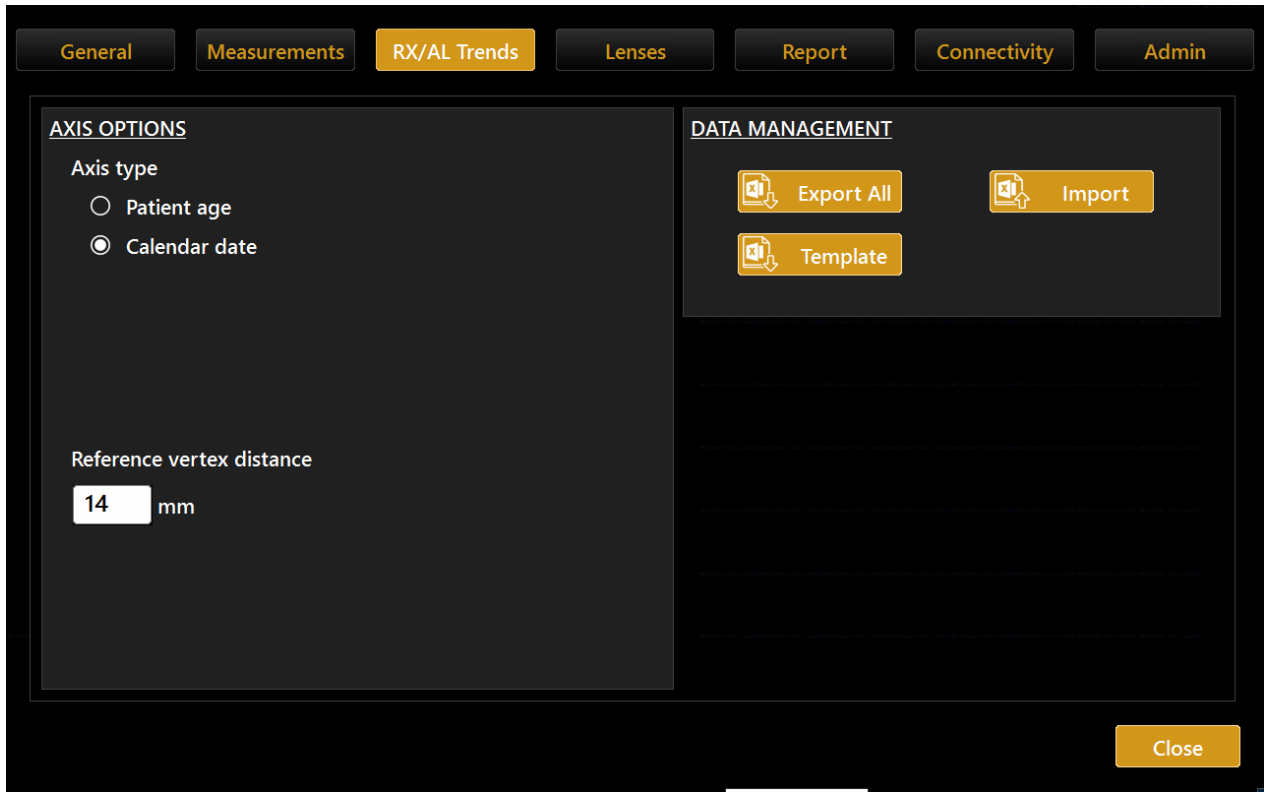 General
Measurements
RX/AL Trends
Lenses
Report
Connectivity
Admin
AXIS OPTIONS
Axis type
Patient age
Calendar date
Reference vertex distance
14 mm
DATA MANAGEMENT
Export All
Import
Template
Close